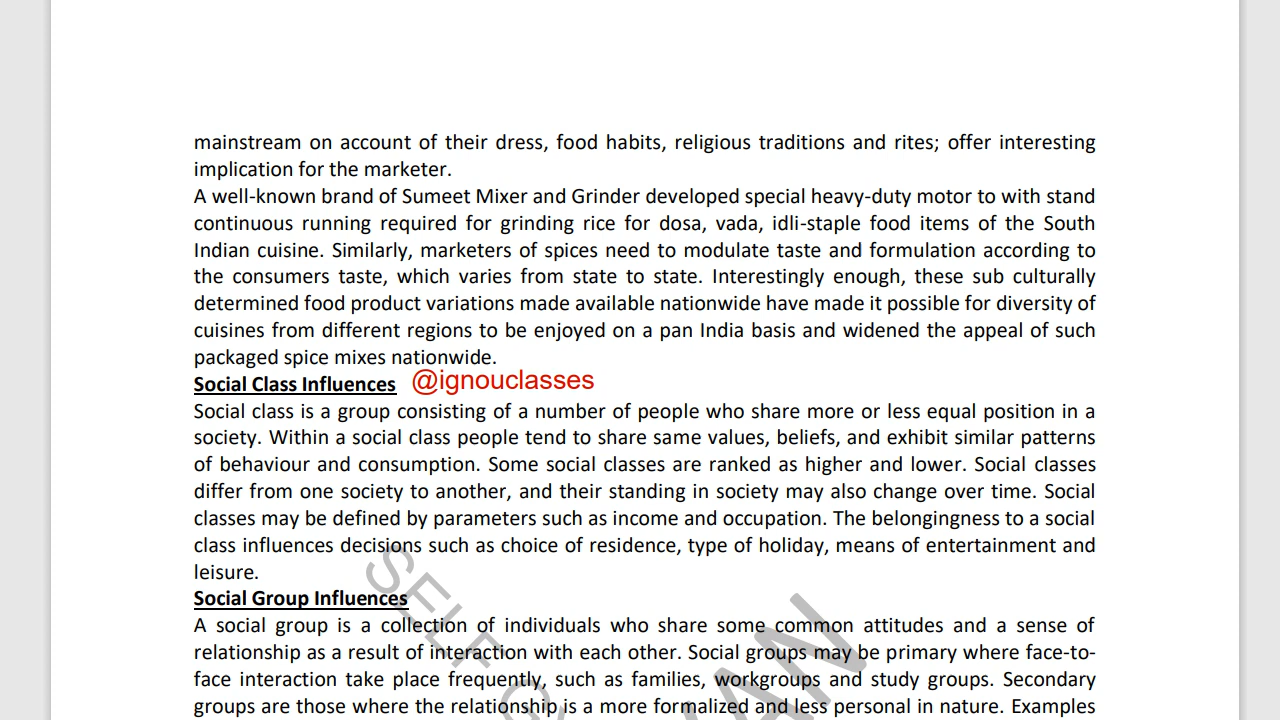 mainstream on account of their dress, food habits, religious traditions and rites; offer interesting
implication for the marketer.
A well-known brand of Sumeet Mixer and Grinder developed special heavy-duty motor to with stand
continuous running required for grinding rice for dosa, vada, idli-staple food items of the South
Indian cuisine. Similarly, marketers of spices need to modulate taste and formulation according to
the consumers taste, which varies from state to state. Interestingly enough, these sub culturally
determined food product variations made available nationwide have made it possible for diversity of
cuisines from different regions to be enjoyed on a pan India basis and widened the appeal of such
packaged spice mixes nationwide.
Social Class Influences @ignouclasses
Social class is a group consisting of a number of people who share more or less equal position in a
society. Within a social class people tend to share same values, beliefs, and exhibit similar patterns
of behaviour and consumption. Some social classes are ranked as higher and lower. Social classes
differ from one society to another, and their standing in society may also change over time. Social
classes may be defined by parameters such as income and occupation. The belongingness to a social
class influences decisions such as choice of residence, type of holiday, means of entertainment and
leisure.
Social Group Influences
A social group is a collection of individuals who share some common attitudes and a sense of
relationship as a result of interaction with each other. Social groups may be primary where face-to-
face interaction take place frequently, such as families, workgroups and study groups. Secondary
groups are those where the relationship is a more formalized and less personal in nature. Examples
SELF